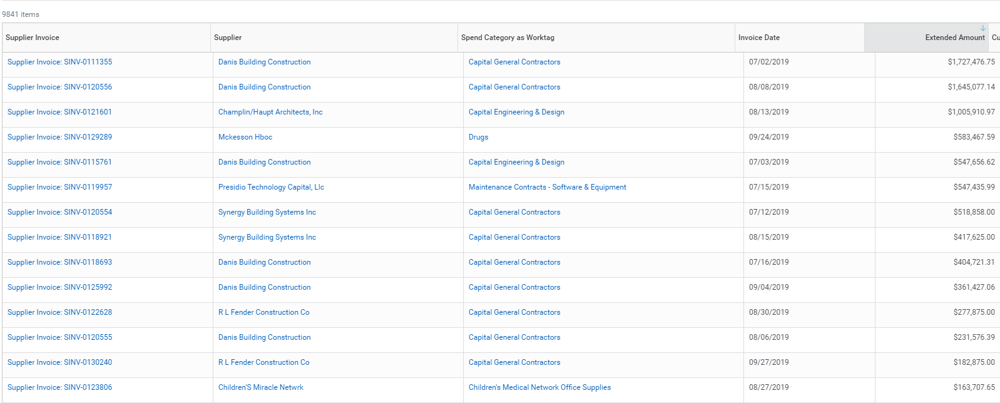 9841 items
Supplier Invoice Supplier Spend Category as Worktag Invoice Date Extended Amount Cu
Supplier Invoice: SINV-0111355 Danis Building Construction Capital General Contractors 07/02/2019 $1,727,476.75
Supplier Invoice: SINV-0120556 Danis Building Construction Capital General Contractors 08/08/2019 $1,645,077.14
Supplier Invoice: SINV-0121601 Champlin/Haupt Architects, Inc Capital Engineering & Design 08/13/2019 $1,005,910.97
Supplier Invoice: SINV-0129289 Mckesson Hboc Drugs 09/24/2019 $583,467.59
Supplier Invoice: SINV-0115761 Danis Building Construction Capital Engineering & Design 07/03/2019 $547,656.62
Supplier Invoice: SINV-0119957 Presidio Technology Capital, Llc Maintenance Contracts - Software & Equipment 07/15/2019 $547,435.99
Supplier Invoice: SINV-0120554 Synergy Building Systems Inc Capital General Contractors 07/12/2019 $518,858.00
Supplier Invoice: SINV-0118921 Synergy Building Systems Inc Capital General Contractors 08/15/2019 $417,625.00
Supplier Invoice: SINV-0118693 Danis Building Construction Capital General Contractors 07/16/2019 $404,721.31
Supplier Invoice: SINV-0125992 Danis Building Construction Capital General Contractors 09/04/2019 $361,427.06
Supplier Invoice: SINV-0122628 R L Fender Construction Co Capital General Contractors 08/30/2019 $277,875.00
Supplier Invoice: SINV-0120555 Danis Building Construction Capital General Contractors 08/06/2019 $231,576.39
Supplier Invoice: SINV-0130240 R L Fender Construction Co Capital General Contractors 09/27/2019 $182,875.00
Supplier Invoice: SINV-0123806 Children'S Miracle Netwrk Children's Medical Network Office Supplies 08/27/2019 $163,707.65